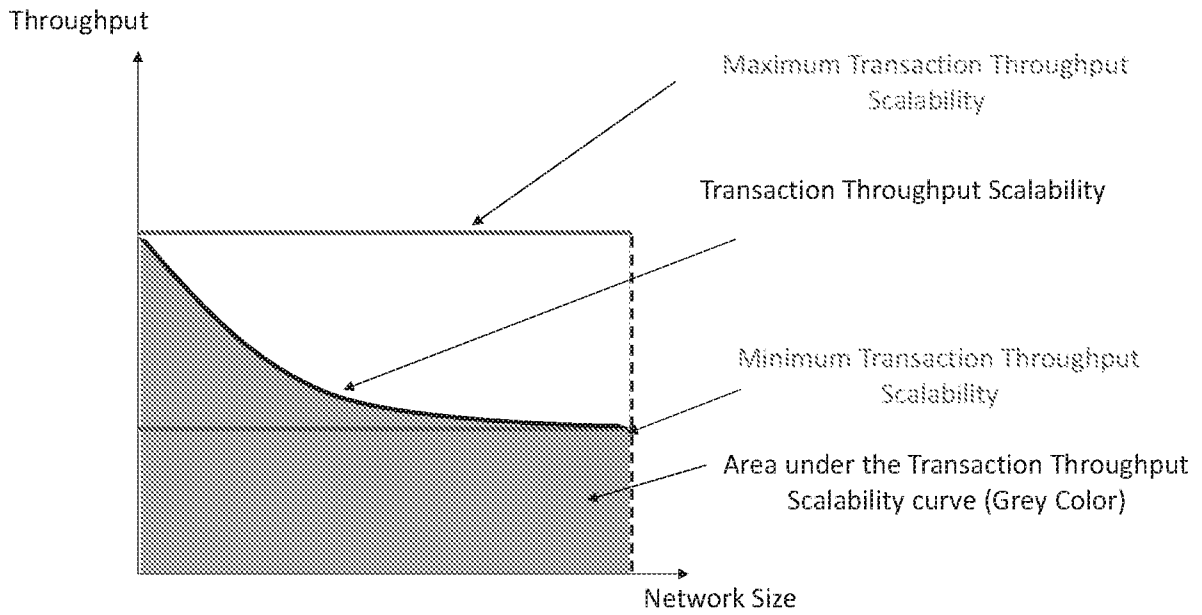 Throughput
Maximum Transaction Throughput
Scalability
Transaction Throughput Scalability
Minimum Transaction Throughput
Scalability
Area under the Transaction Throughput
Scalability curve (Grey Color)
Network Size